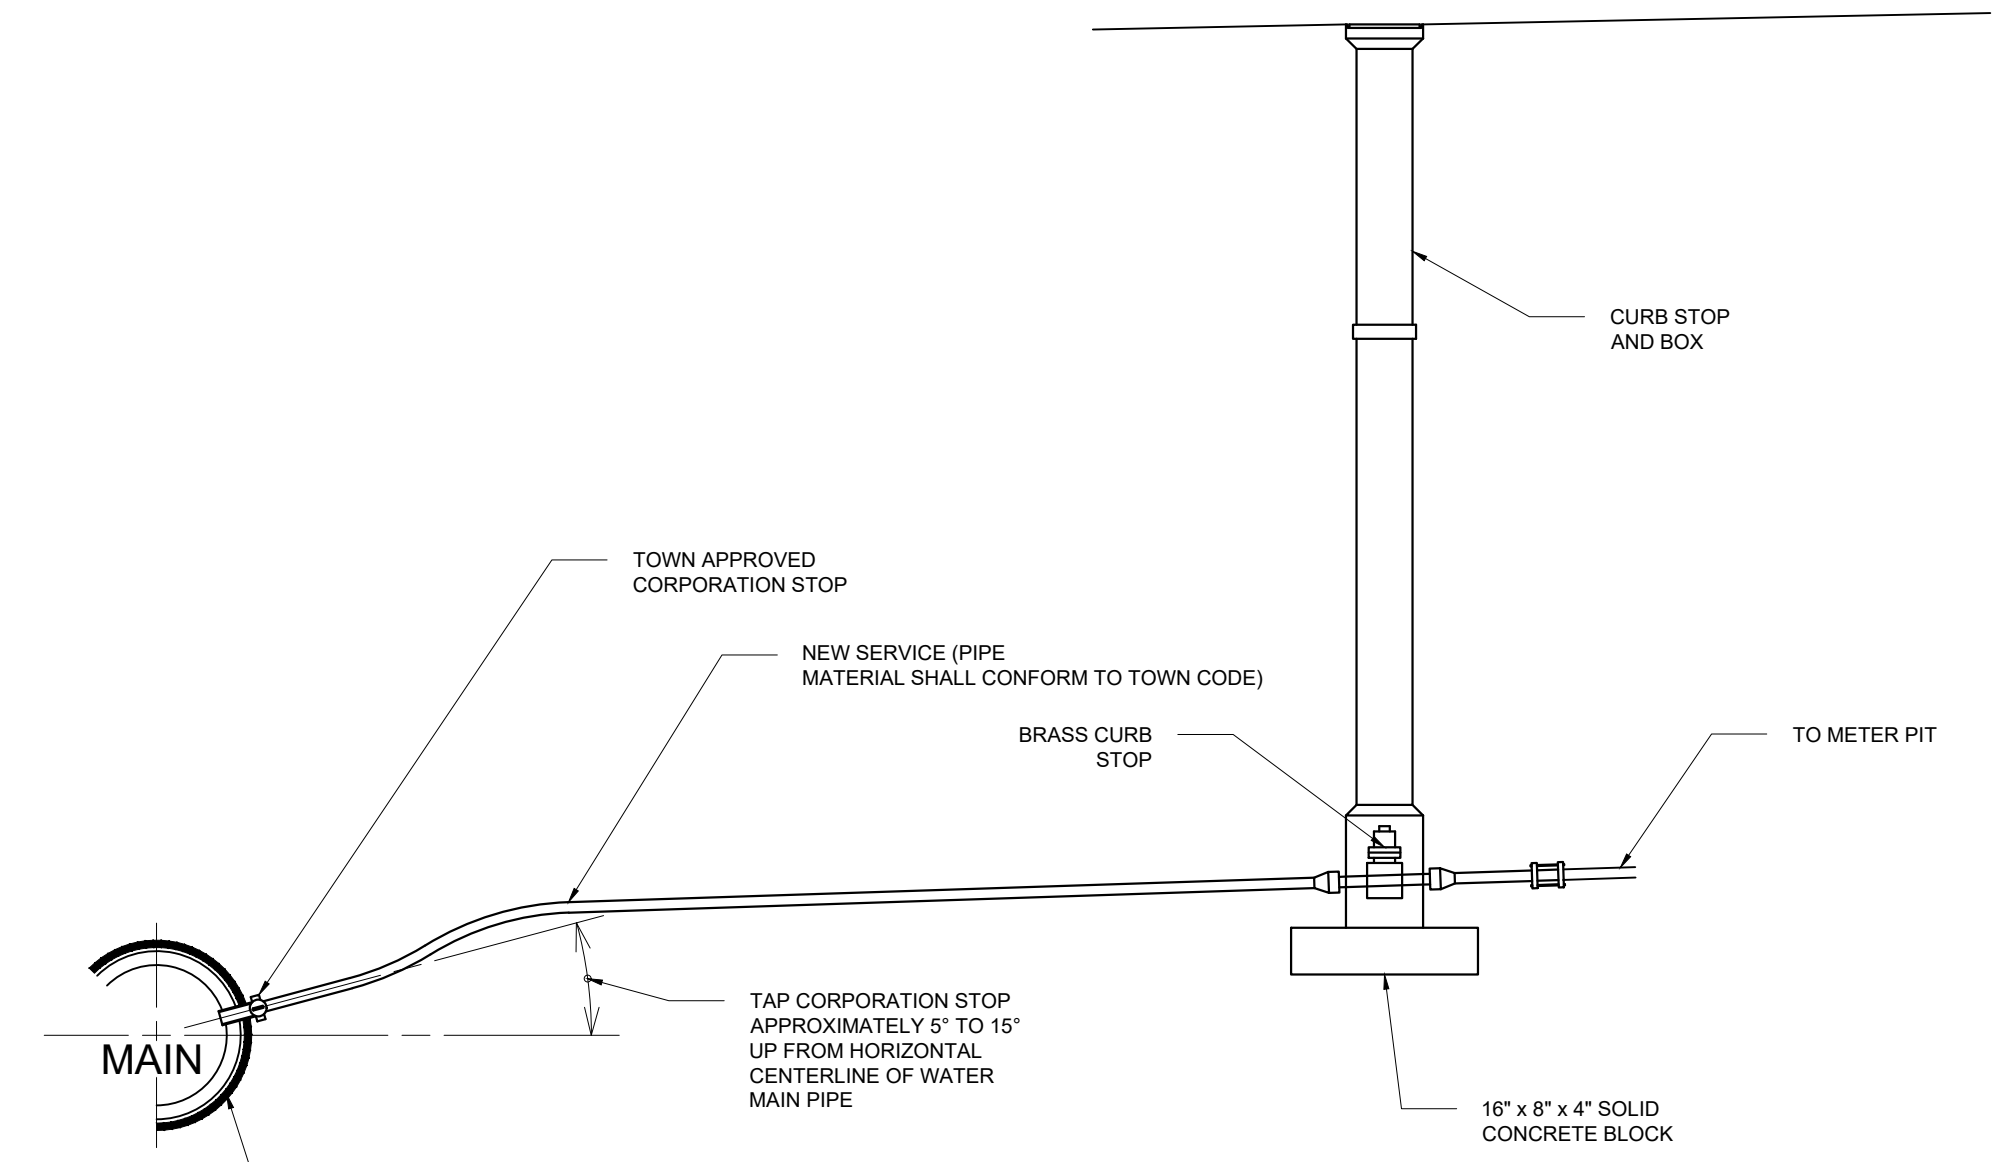 CURB STOP
AND BOX
TOWN APPROVED
CORPORATION STOP
NEW SERVICE (PIPE
MATERIAL SHALL CONFORM TO TOWN CODE)
BRASS CURB
STOP
TO METER PIT
TAP CORPORATION STOP
APPROXIMATELY 5° TO 15°
UP FROM HORIZONTAL
CENTERLINE OF WATER
MAIN PIPE
MAIN
16" x 8" x 4" SOLID
CONCRETE BLOCK